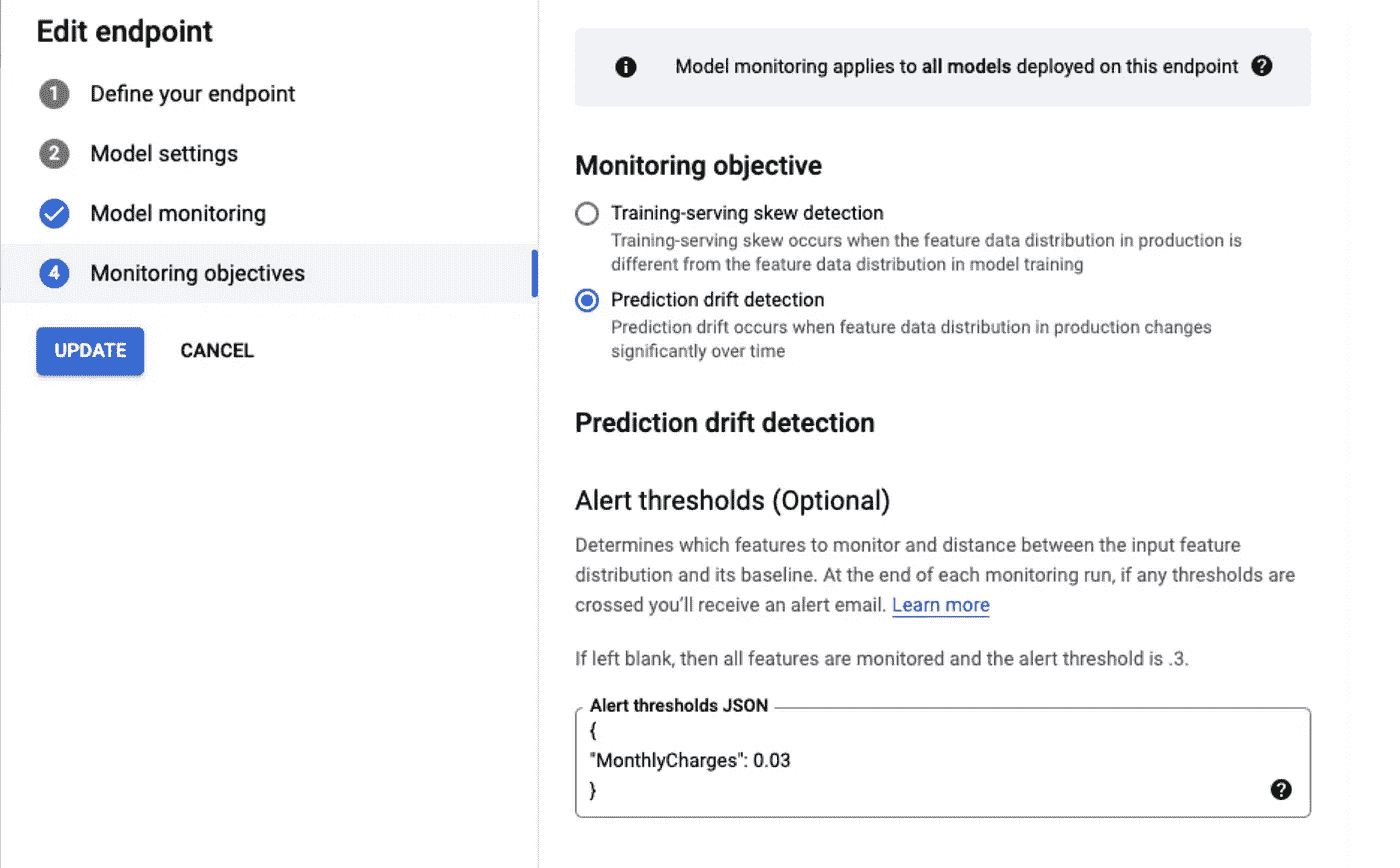 Edit endpoint
1 Define your endpoint
2 Model settings
Model monitoring
4 Monitoring objectives
UPDATE CANCEL
Model monitoring applies to all models deployed on this endpoint
Monitoring objective
Training-serving skew detection
Training-serving skew occurs when the feature data distribution in production is
different from the feature data distribution in model training
Prediction drift detection
Prediction drift occurs when feature data distribution in production changes
significantly over time
Prediction drift detection
Alert thresholds (Optional)
Determines which features to monitor and distance between the input feature
distribution and its baseline. At the end of each monitoring run, if any thresholds are
crossed you’ll receive an alert email. Learn more
If left blank, then all features are monitored and the alert threshold is .3.
Alert thresholds JSON
{
"MonthlyCharges": 0.03
}